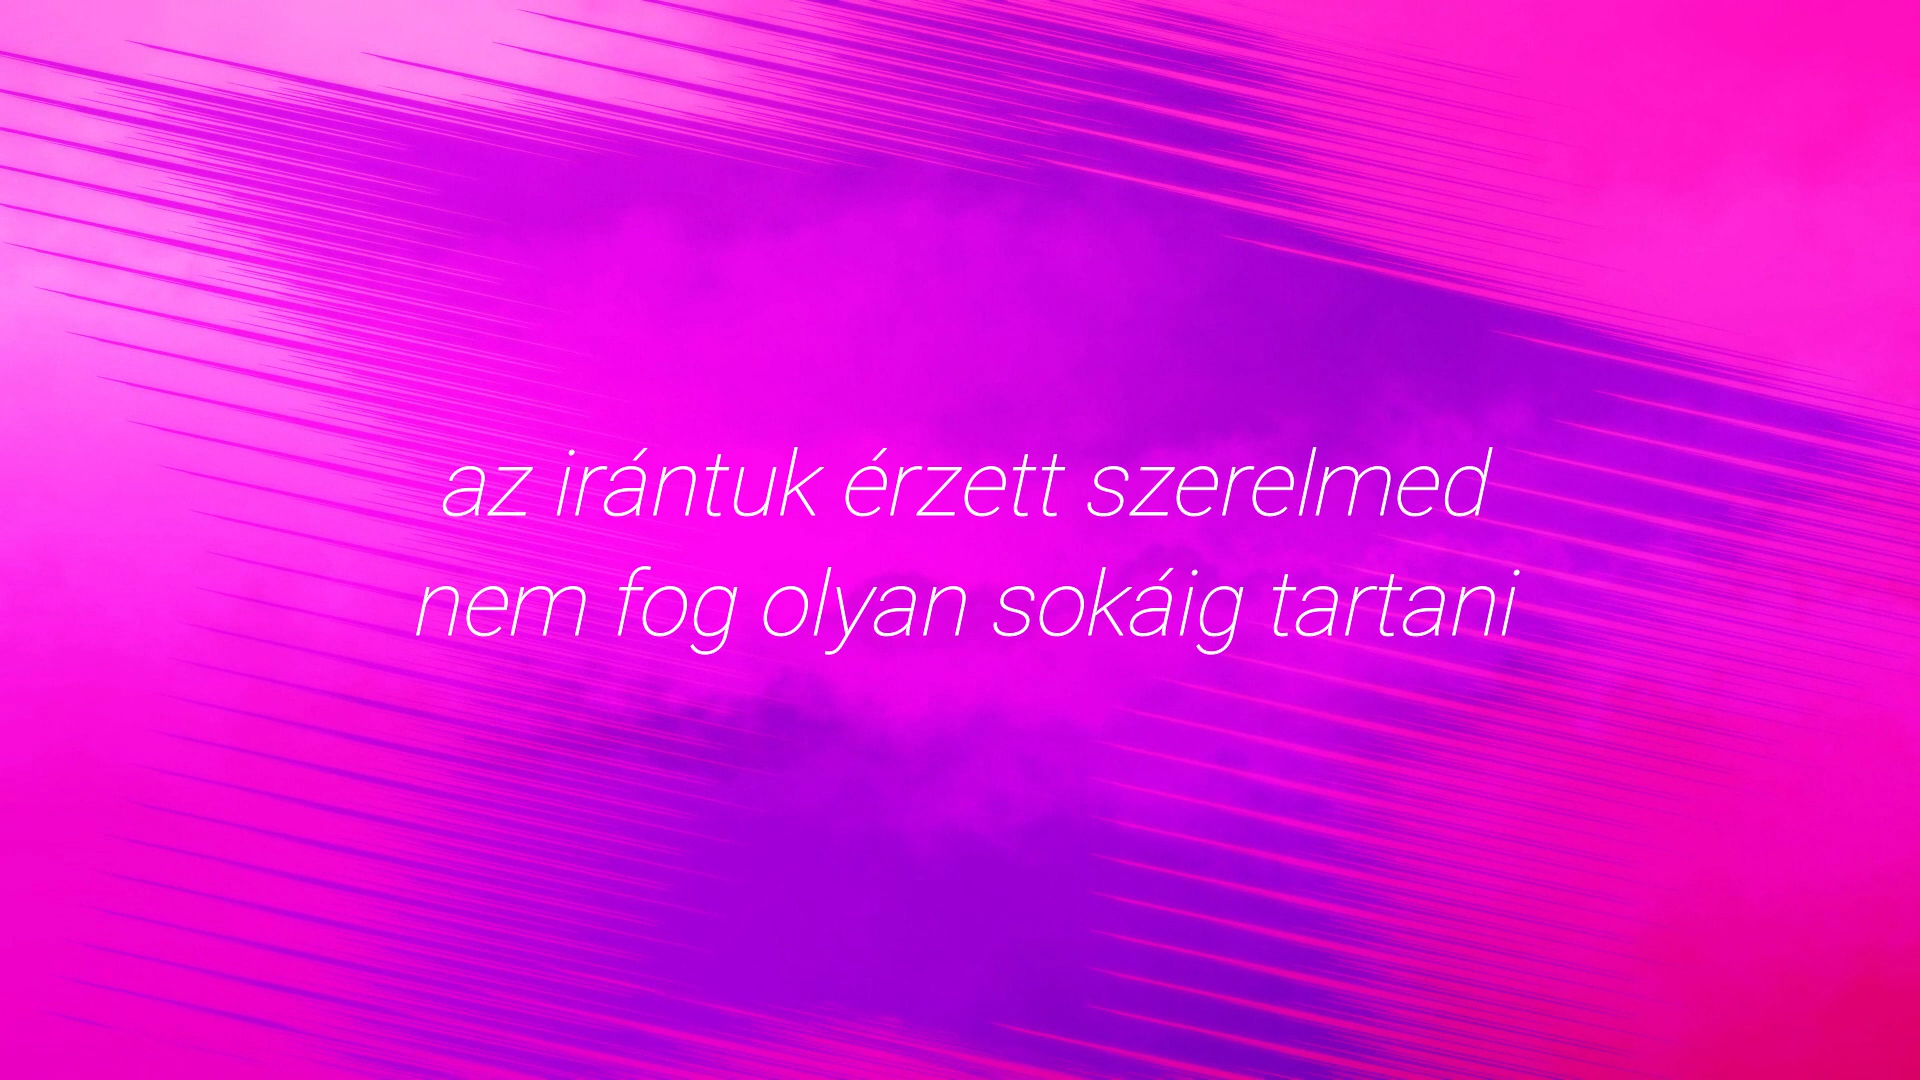 az irántuk érzett szerelmed
nem fog olyan sokáig tartani